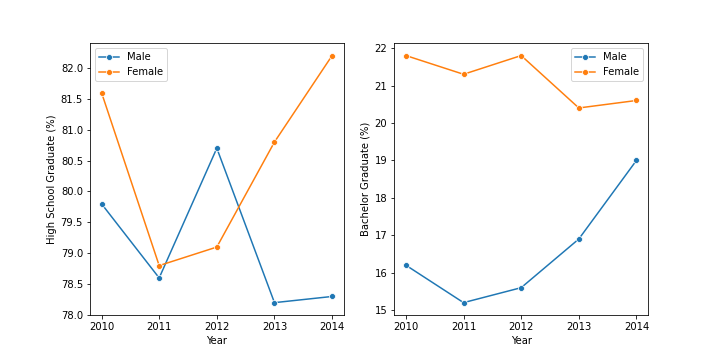 High School Graduate (%)
82.0
81.5
81.0
80.5
80.0
79.5
79.0
78.5
78.0
Male
Female
2010 2011 2012 2013 2014
Year
Bachelor Graduate (%)
22
21
20
19
18
17
16
15
Male
Female
2010 2011 2012 2013 2014
Year